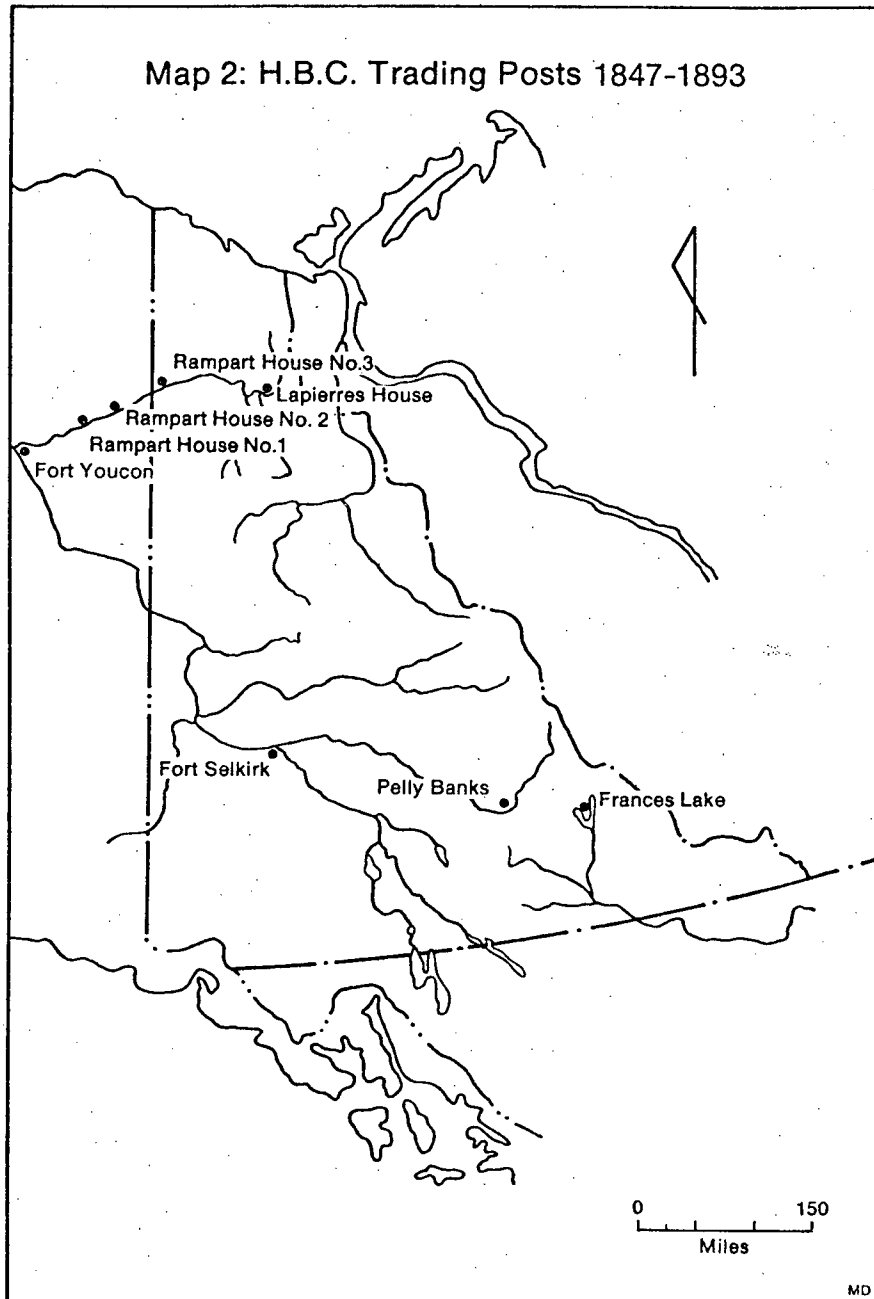 Map 2: H.B.C. Trading Posts 1847-1893
Rampart House No.3
Lapierres House
Rampart House No. 2
Rampart House No.1
Fort Youcon
Fort Selkirk
Pelly Banks
Frances Lake
0 150
Miles
MD